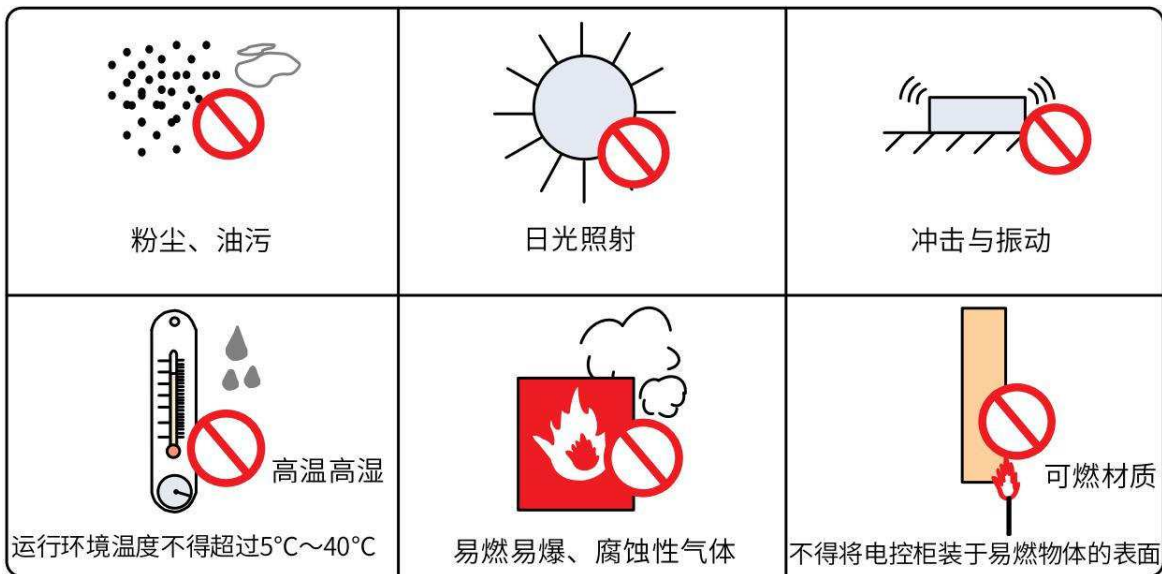 粉尘、油污
日光照射
冲击与振动
高温高湿
运行环境温度不得超过5℃～40℃
易燃易爆、腐蚀性气体
可燃材质
不得将电控柜装于易燃物体的表面